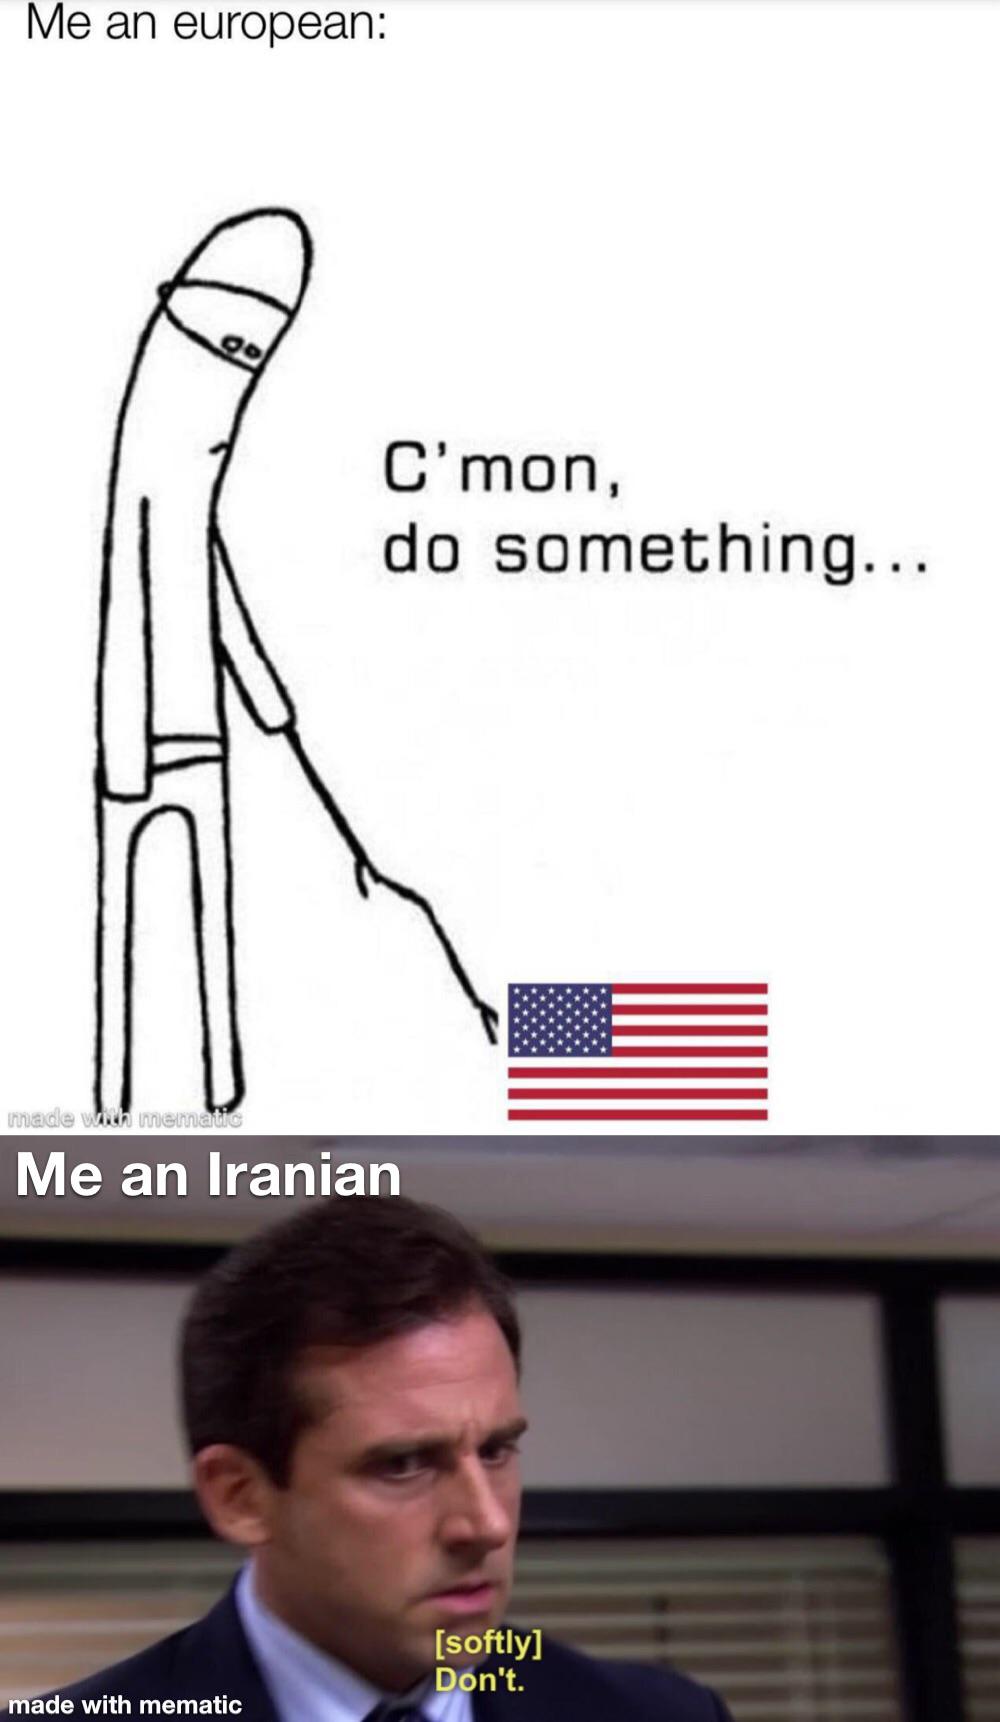 Me an european:
C'mon,
do something...
made with mematic
Me an Iranian
[softly]
Don't.
made with mematic